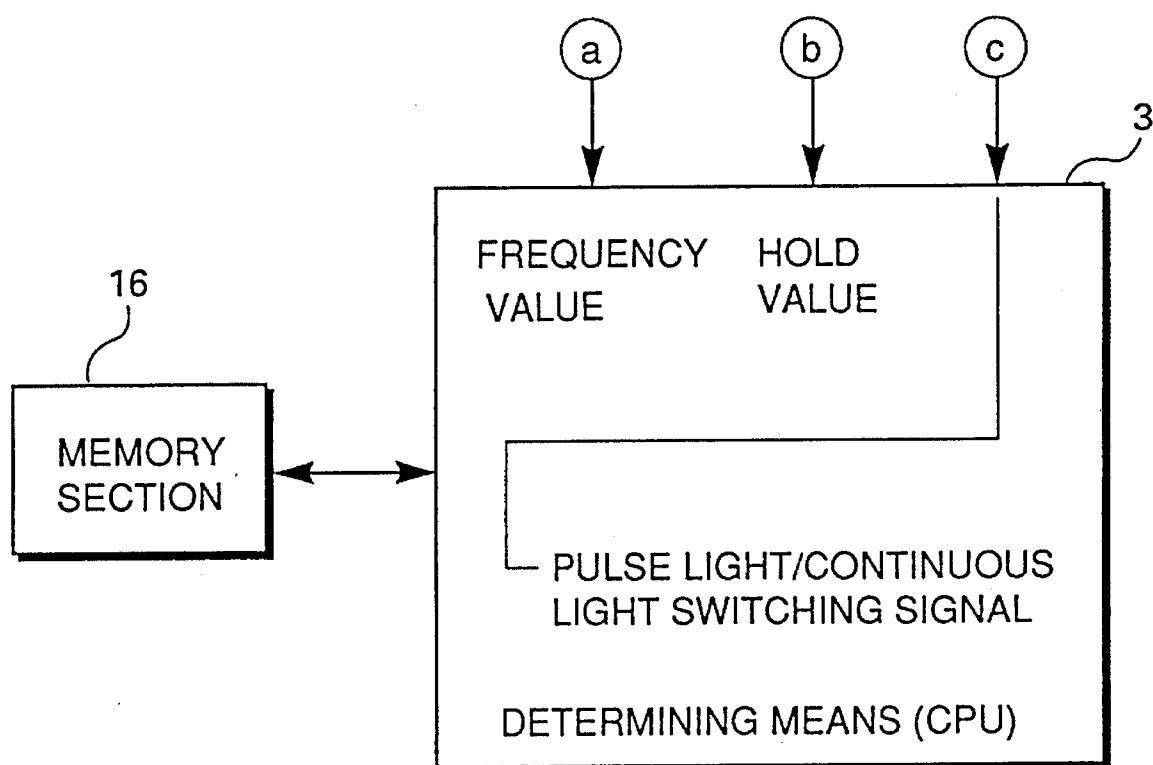 a b c
3
FREQUENCY VALUE
HOLD VALUE
16
MEMORY
SECTION
PULSE LIGHT/CONTINUOUS
LIGHT SWITCHING SIGNAL
DETERMINING MEANS (CPU)